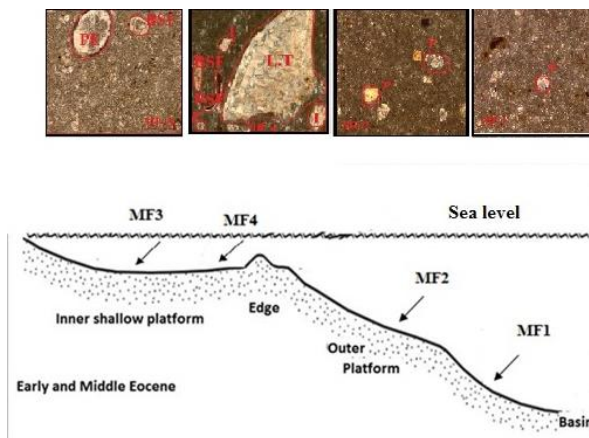 PF
BSF
I
BSF
L.T
BSF
I
P
P
P
MF3
MF4
Sea level
MF2
Inner shallow platform
Edge
MF1
Outer
Platform
Early and Middle Eocene
Basin